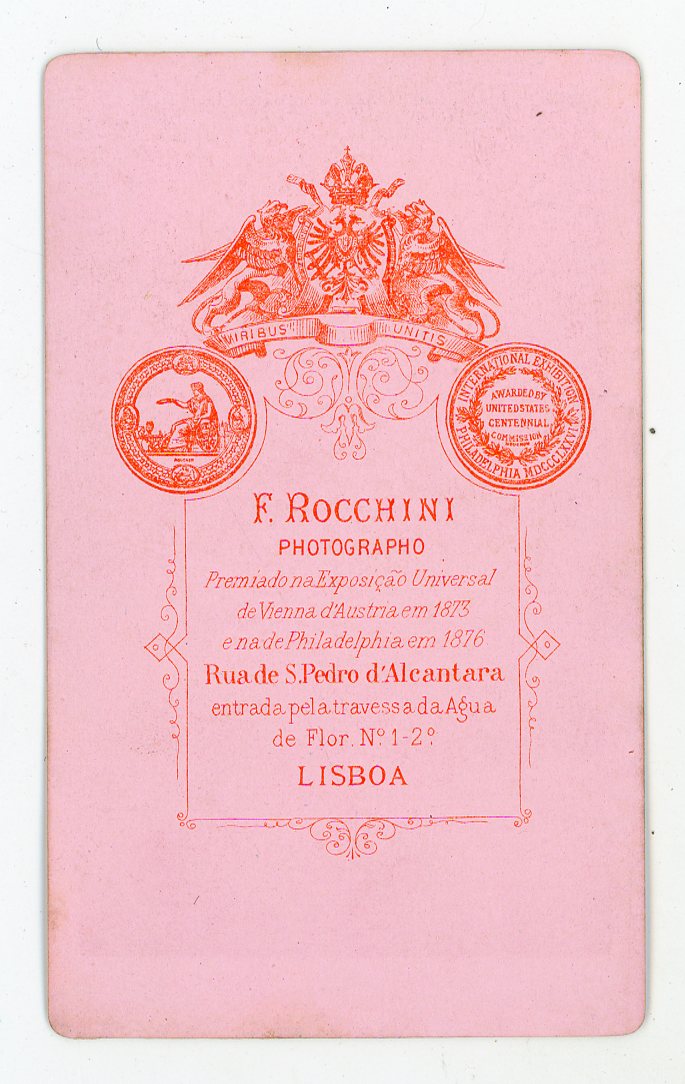 VIRIBUS UNITIS
INTERNATIONAL EXHIBITION
PHILADELPHIA MDCCCLXXVI
AWARDED BY
UNITED STATES
CENTENNIAL
COMMISSION
F. ROCCHINI
PHOTOGRAPHO
Premiado na Exposição Universal
de Vienna d'Austria em 1873
e na de Philadelphia em 1876
Rua de S. Pedro d'Alcantara
entrada pela travessa da Agua
de Flor. Nº 1-2º
LISBOA